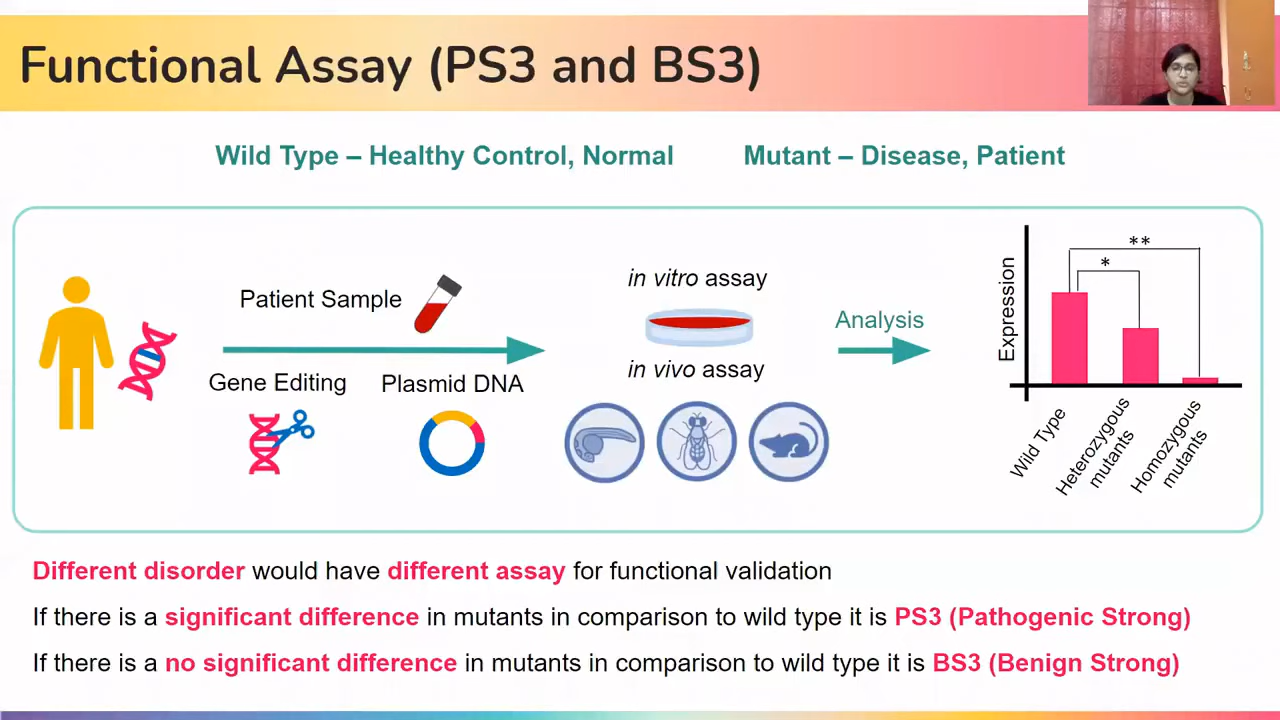 Functional Assay (PS3 and BS3)
Wild Type – Healthy Control, Normal
Mutant – Disease, Patient
Patient Sample
Gene Editing
Plasmid DNA
in vitro assay
in vivo assay
Analysis
Expression
**
*
Wild Type
Heterozygous
mutants
Homozygous
mutants
Different disorder would have different assay for functional validation
If there is a significant difference in mutants in comparison to wild type it is PS3 (Pathogenic Strong)
If there is a no significant difference in mutants in comparison to wild type it is BS3 (Benign Strong)